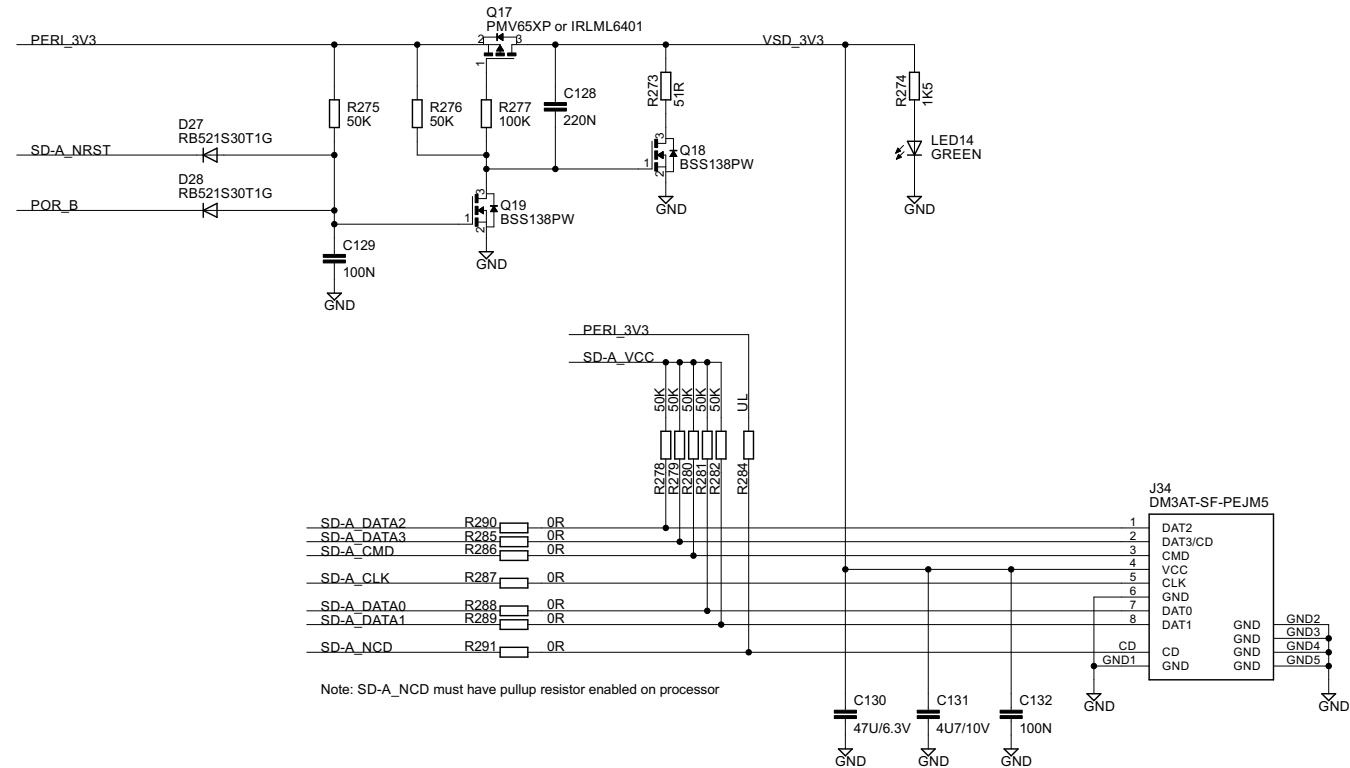 Q17
PMV65XP or IRLML6401
PERI_3V3
2
3
VSD_3V3
1
R275
50K
R276
50K
R277
100K
C128
220N
R273
51R
R274
1K5
D27
RB521S30T1G
SD-A_NRST
LED14
GREEN
3
1
2
Q18
BSS138PW
GND
GND
D28
RB521S30T1G
POR_B
3
1
2
Q19
BSS138PW
GND
C129
100N
GND
PERI_3V3
SD-A_VCC
50K
50K
50K
50K
50K
UL
R278
R279
R280
R281
R282
R284
J34
DM3AT-SF-PEJM5
SD-A_DATA2 R290 0R 1 DAT2
SD-A_DATA3 R285 0R 2 DAT3/CD
SD-A_CMD R286 0R 3 CMD
4 VCC
SD-A_CLK R287 0R 5 CLK
6 GND
SD-A_DATA0 R288 0R 7 DAT0
SD-A_DATA1 R289 0R 8 DAT1
GND GND2
GND GND3
SD-A_NCD R291 0R CD CD GND GND4
GND1 GND GND GND5
Note: SD-A_NCD must have pullup resistor enabled on processor
GND
GND
C130
47U/6.3V
GND
C131
4U7/10V
GND
C132
100N
GND